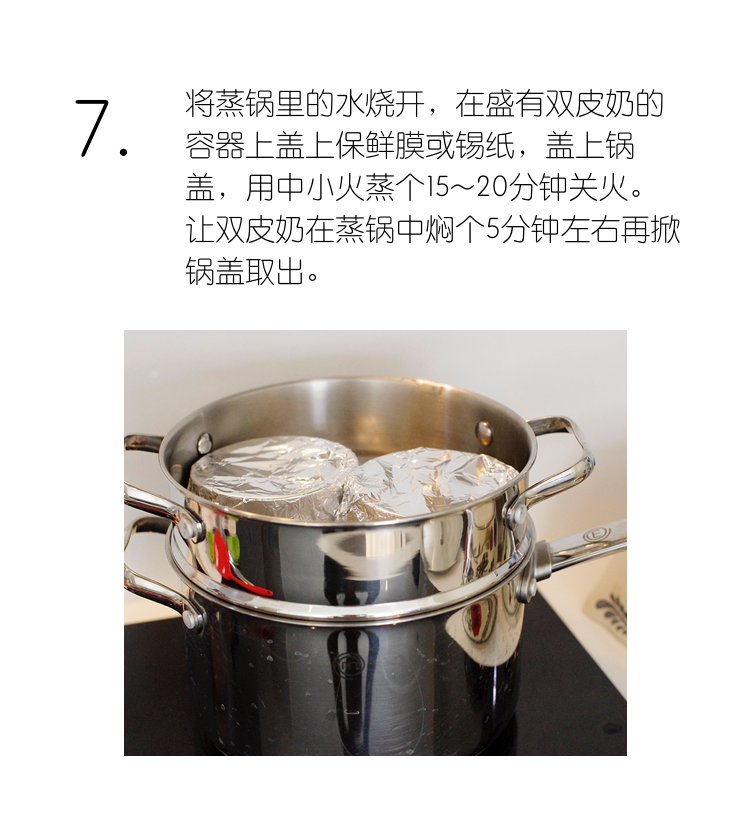 7.
将蒸锅里的水烧开，在盛有双皮奶的
容器上盖上保鲜膜或锡纸，盖上锅
盖，用中小火蒸个15～20分钟关火。
让双皮奶在蒸锅中焖个5分钟左右再掀
锅盖取出。